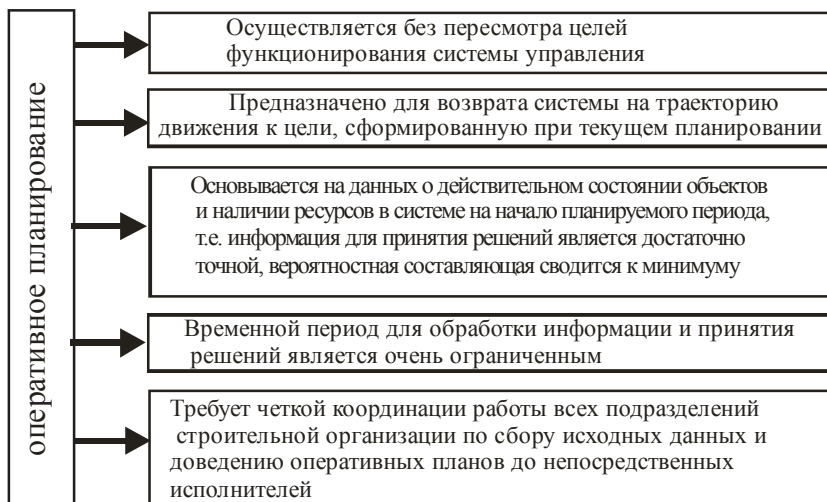 оперативное планирование
Осуществляется без пересмотра целей
функционирования системы управления
Предназначено для возврата системы на траекторию
движения к цели, сформированную при текущем планировании
Основывается на данных о действительном состоянии объектов
и наличии ресурсов в системе на начало планируемого периода,
т.е. информация для принятия решений является достаточно
точной, вероятностная составляющая сводится к минимуму
Временной период для обработки информации и принятия
решений является очень ограниченным
Требует четкой координации работы всех подразделений
строительной организации по сбору исходных данных и
доведению оперативных планов до непосредственных
исполнителей